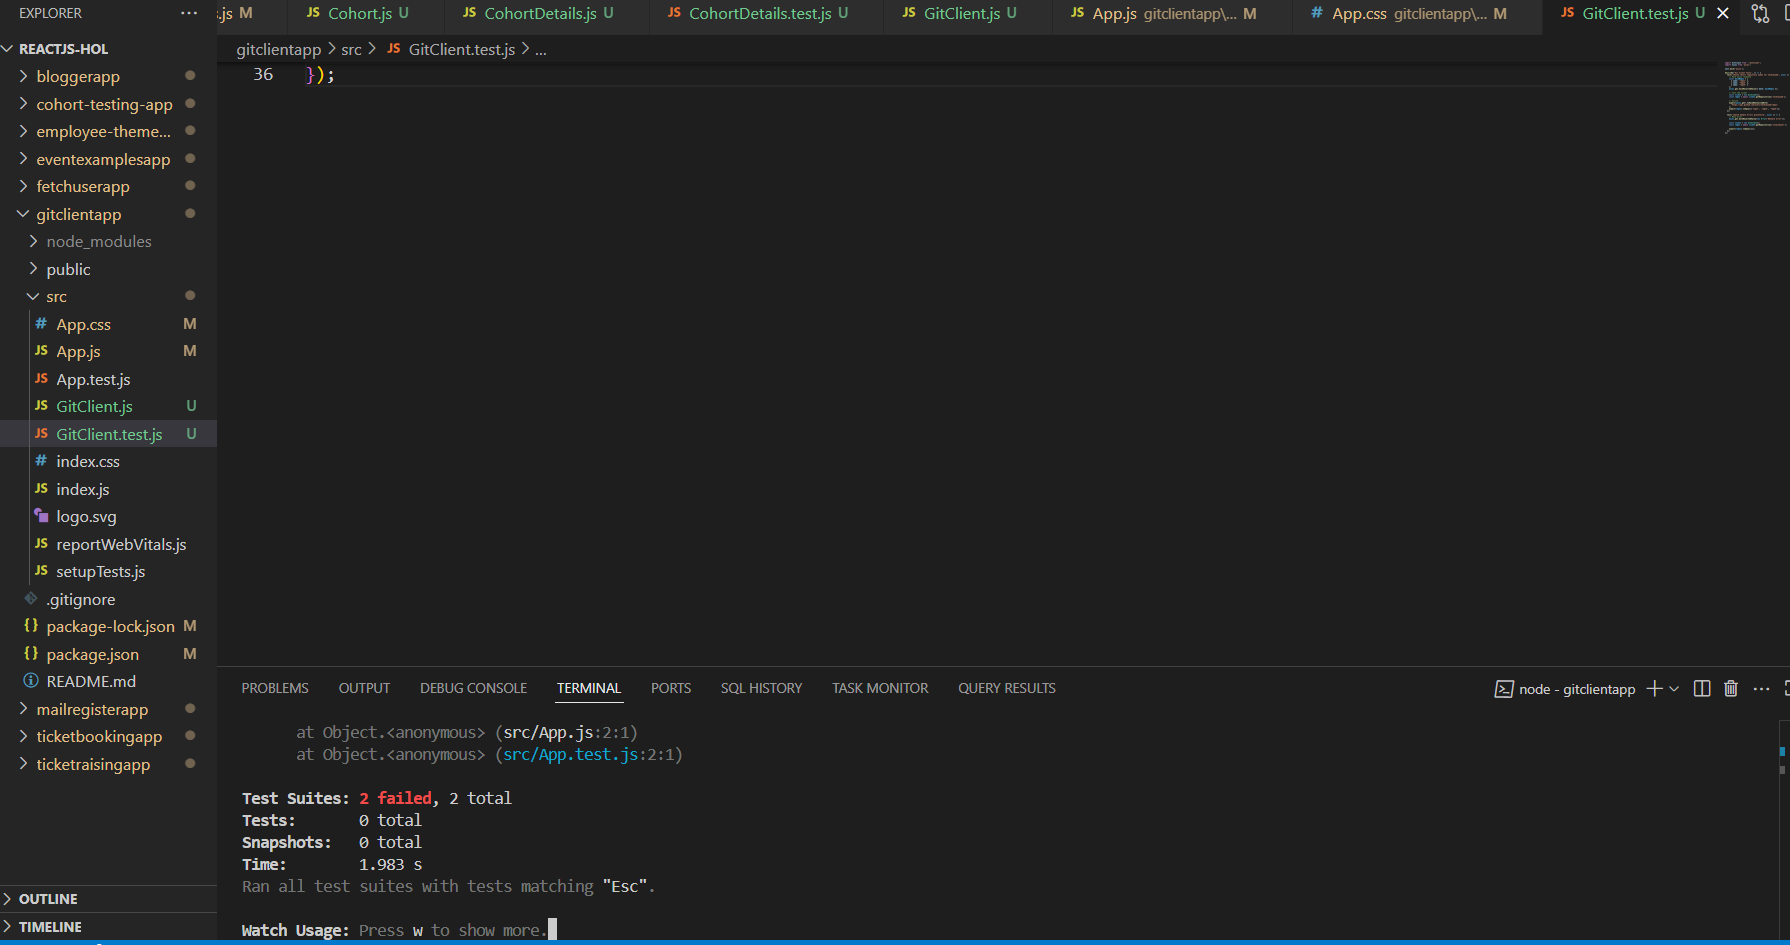 EXPLORER ···
REACTJS-HOL
bloggerapp
cohort-testing-app
employee-theme...
eventexamplesapp
fetchuserapp
gitclientapp
node_modules
public
src
App.css M
App.js M
App.test.js
GitClient.js U
GitClient.test.js U
index.css
index.js
logo.svg
reportWebVitals.js
setupTests.js
.gitignore
package-lock.json M
package.json M
README.md
mailregisterapp
ticketbookingapp
ticketraisingapp
OUTLINE
TIMELINE
.js M JS Cohort.js U JS CohortDetails.js U JS CohortDetails.test.js U JS GitClient.js U JS App.js gitclientapp\... M # App.css gitclientapp\... M JS GitClient.test.js U
gitclientapp > src > JS GitClient.test.js > ...
36 });
PROBLEMS OUTPUT DEBUG CONSOLE TERMINAL PORTS SQL HISTORY TASK MONITOR QUERY RESULTS node - gitclientapp
at Object.<anonymous> (src/App.js:2:1)
at Object.<anonymous> (src/App.test.js:2:1)
Test Suites: 2 failed, 2 total
Tests: 0 total
Snapshots: 0 total
Time: 1.983 s
Ran all test suites with tests matching "Esc".
Watch Usage: Press w to show more.